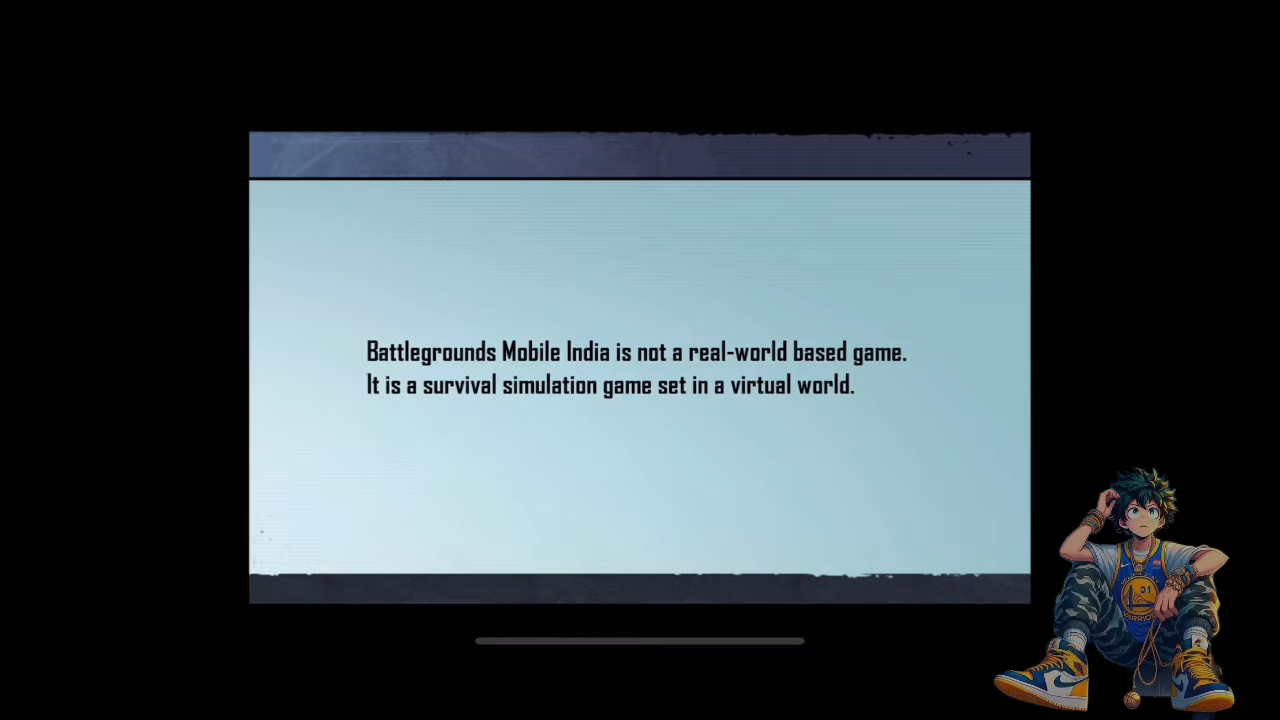 Battlegrounds Mobile India is not a real-world based game.
It is a survival simulation game set in a virtual world.